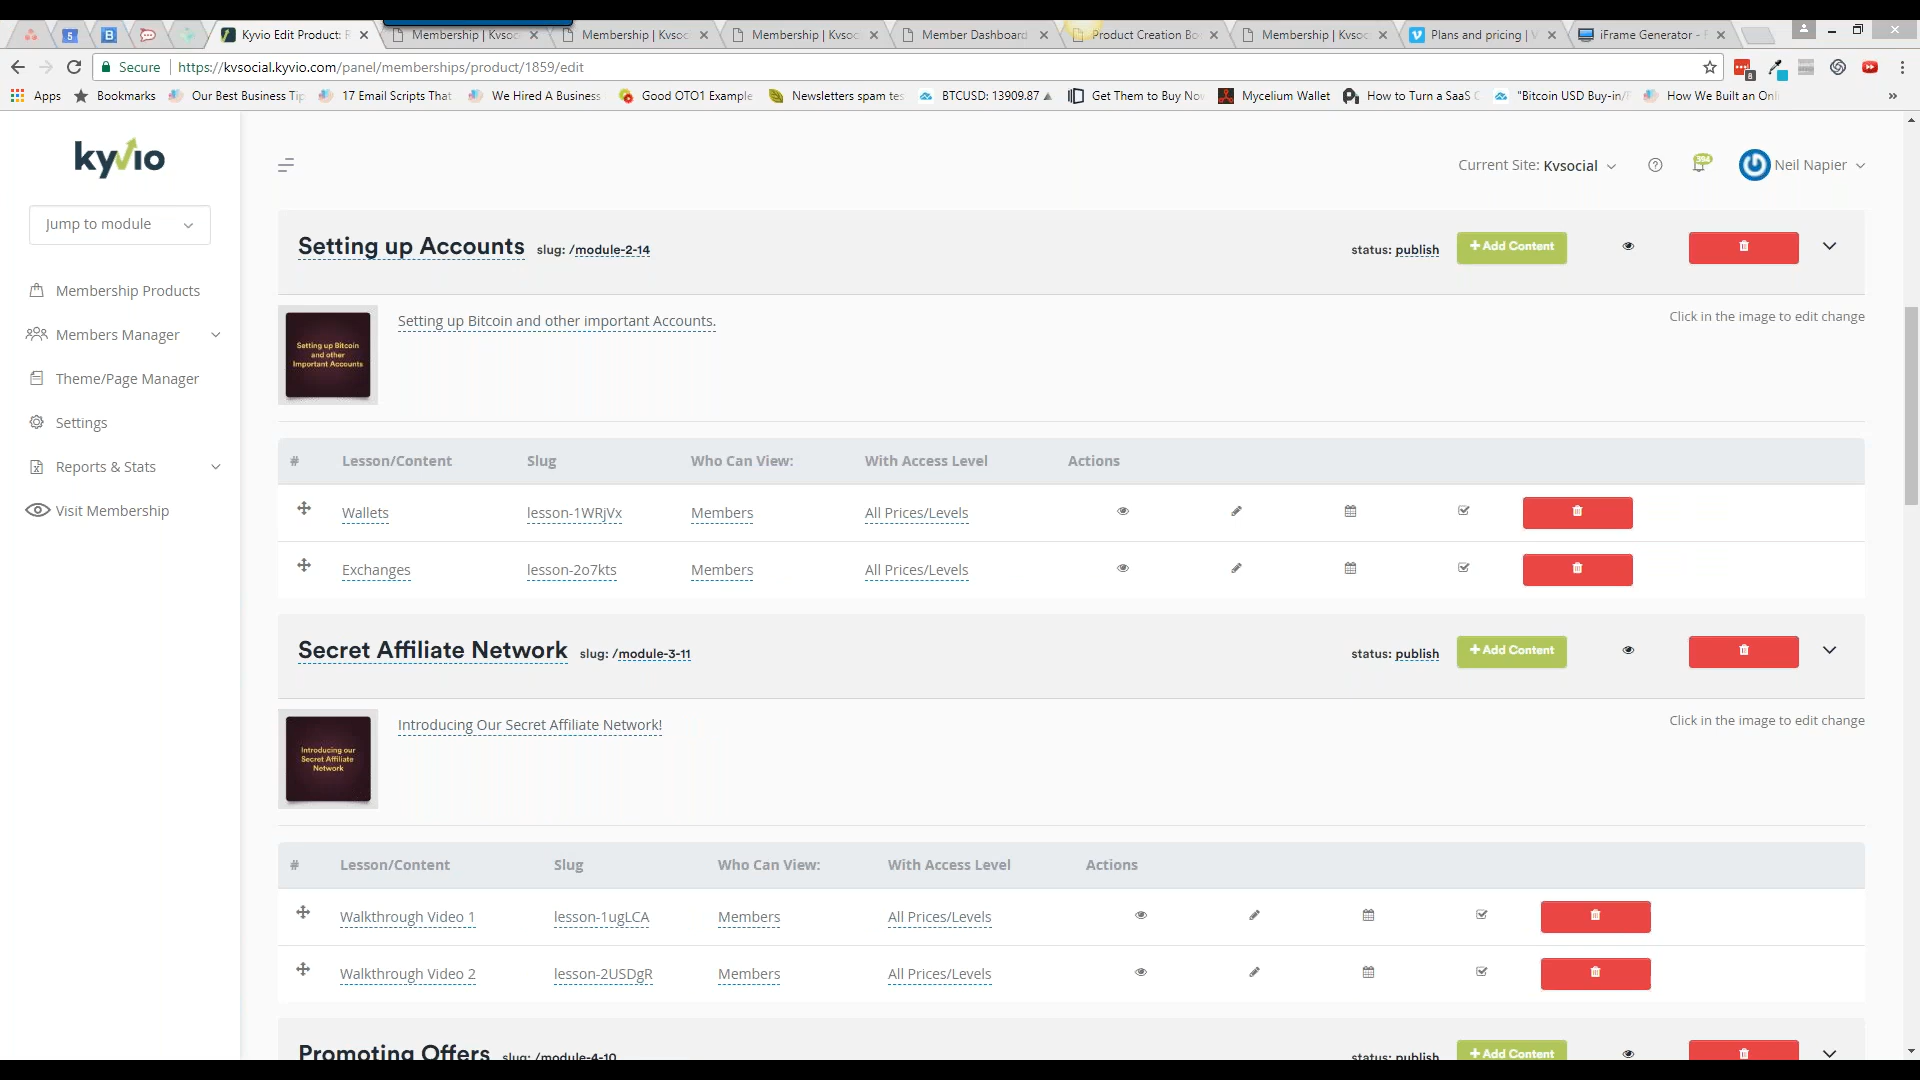 5
B
Kyvio Edit Product:
Membership | Kvso
Membership | Kvsoc
Membership | Kvsoc
Member Dashboard
Product Creation Bo
Membership | Kvsoc
Plans and pricing |
iFrame Generator -
Secure
https://kvsocial.kyvio.com/panel/memberships/product/1859/edit
8
Apps
Bookmarks
Our Best Business Tip
17 Email Scripts That
We Hired A Business
Good OTO1 Example
Newsletters spam tes
BTCUSD: 13909.87
Get Them to Buy Now
Mycelium Wallet
How to Turn a SaaS
"Bitcoin USD Buy-in/
How We Built an Onli
»
kyvio
Current Site: Kvsocial
394
Neil Napier
Jump to module
Membership Products
Members Manager
Theme/Page Manager
Settings
Reports & Stats
Visit Membership
Setting up Accounts slug: /module-2-14
status: publish
+ Add Content
Setting up Bitcoin
and other
Important Accounts
Setting up Bitcoin and other important Accounts.
Click in the image to edit change
# Lesson/Content Slug Who Can View: With Access Level Actions
Wallets lesson-1WRjVx Members All Prices/Levels
Exchanges lesson-2o7kts Members All Prices/Levels
Secret Affiliate Network slug: /module-3-11
status: publish
+ Add Content
Introducing our
Secret Affiliate
Network
Introducing Our Secret Affiliate Network!
Click in the image to edit change
# Lesson/Content Slug Who Can View: With Access Level Actions
Walkthrough Video 1 lesson-1ugLCA Members All Prices/Levels
Walkthrough Video 2 lesson-2USDgR Members All Prices/Levels
Promoting Offers slug: /module-4-10
status: publish
+ Add Content